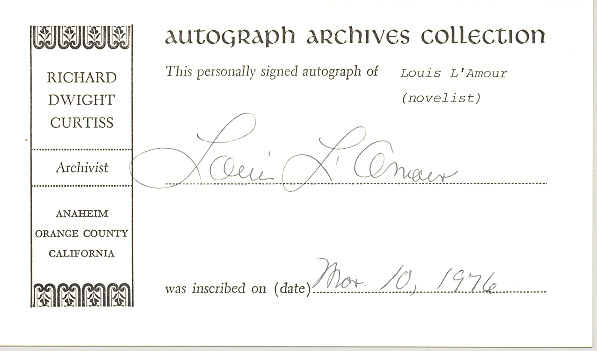 RICHARD
DWIGHT
CURTISS
Archivist
ANAHEIM
ORANGE COUNTY
CALIFORNIA
autograph archives collection
This personally signed autograph of Louis L'Amour
(novelist)
Louis L'Amour
was inscribed on (date) Mar. 10, 1976